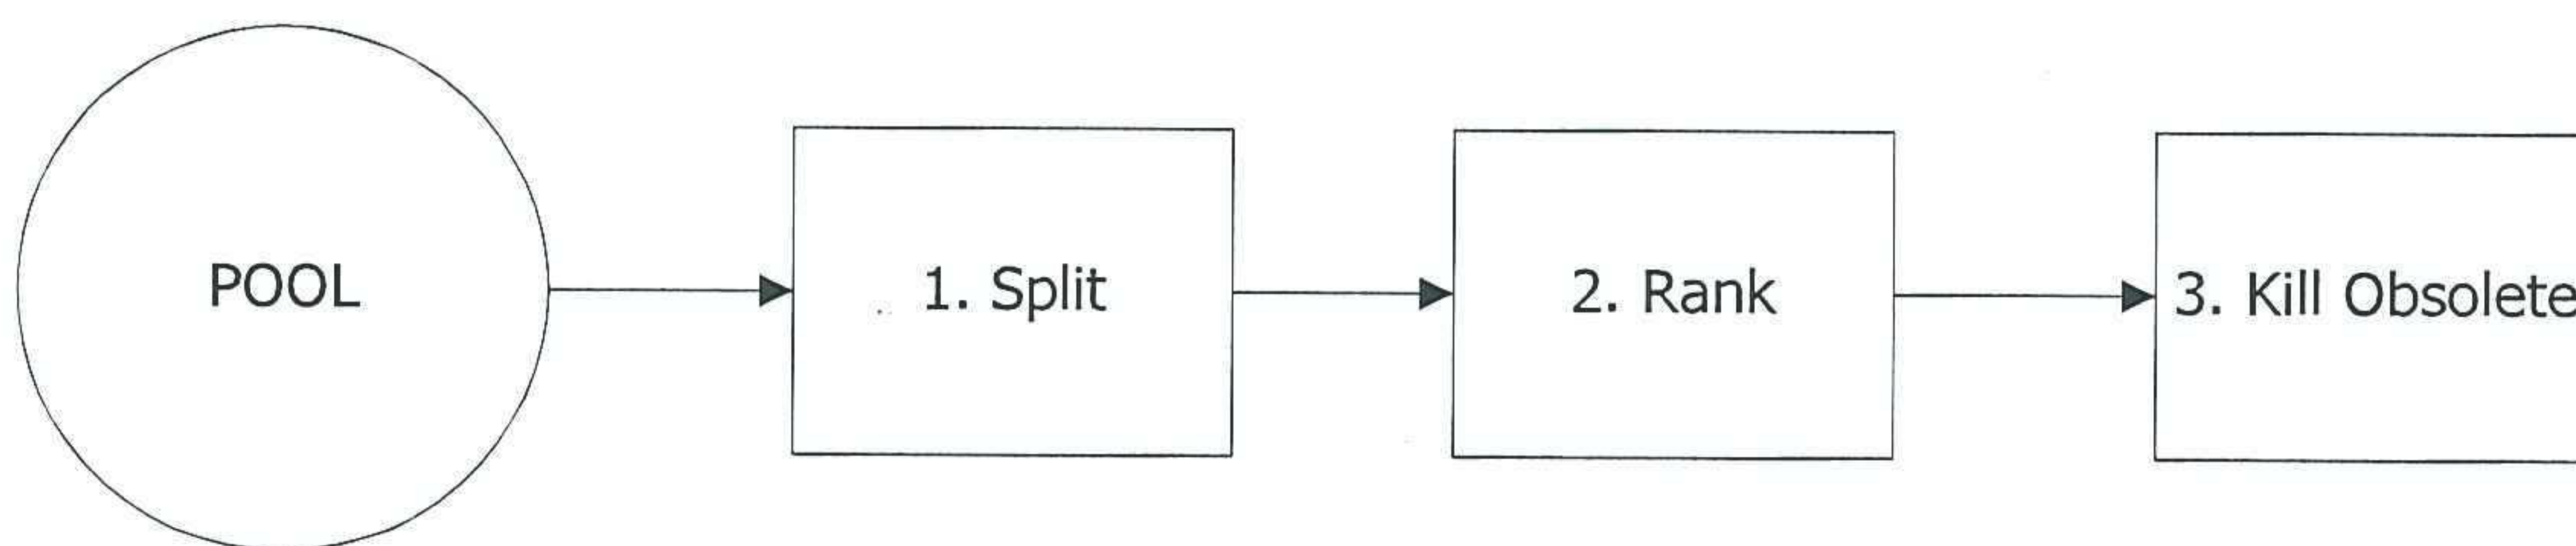 POOL
1. Split
2. Rank
3. Kill Obsolete